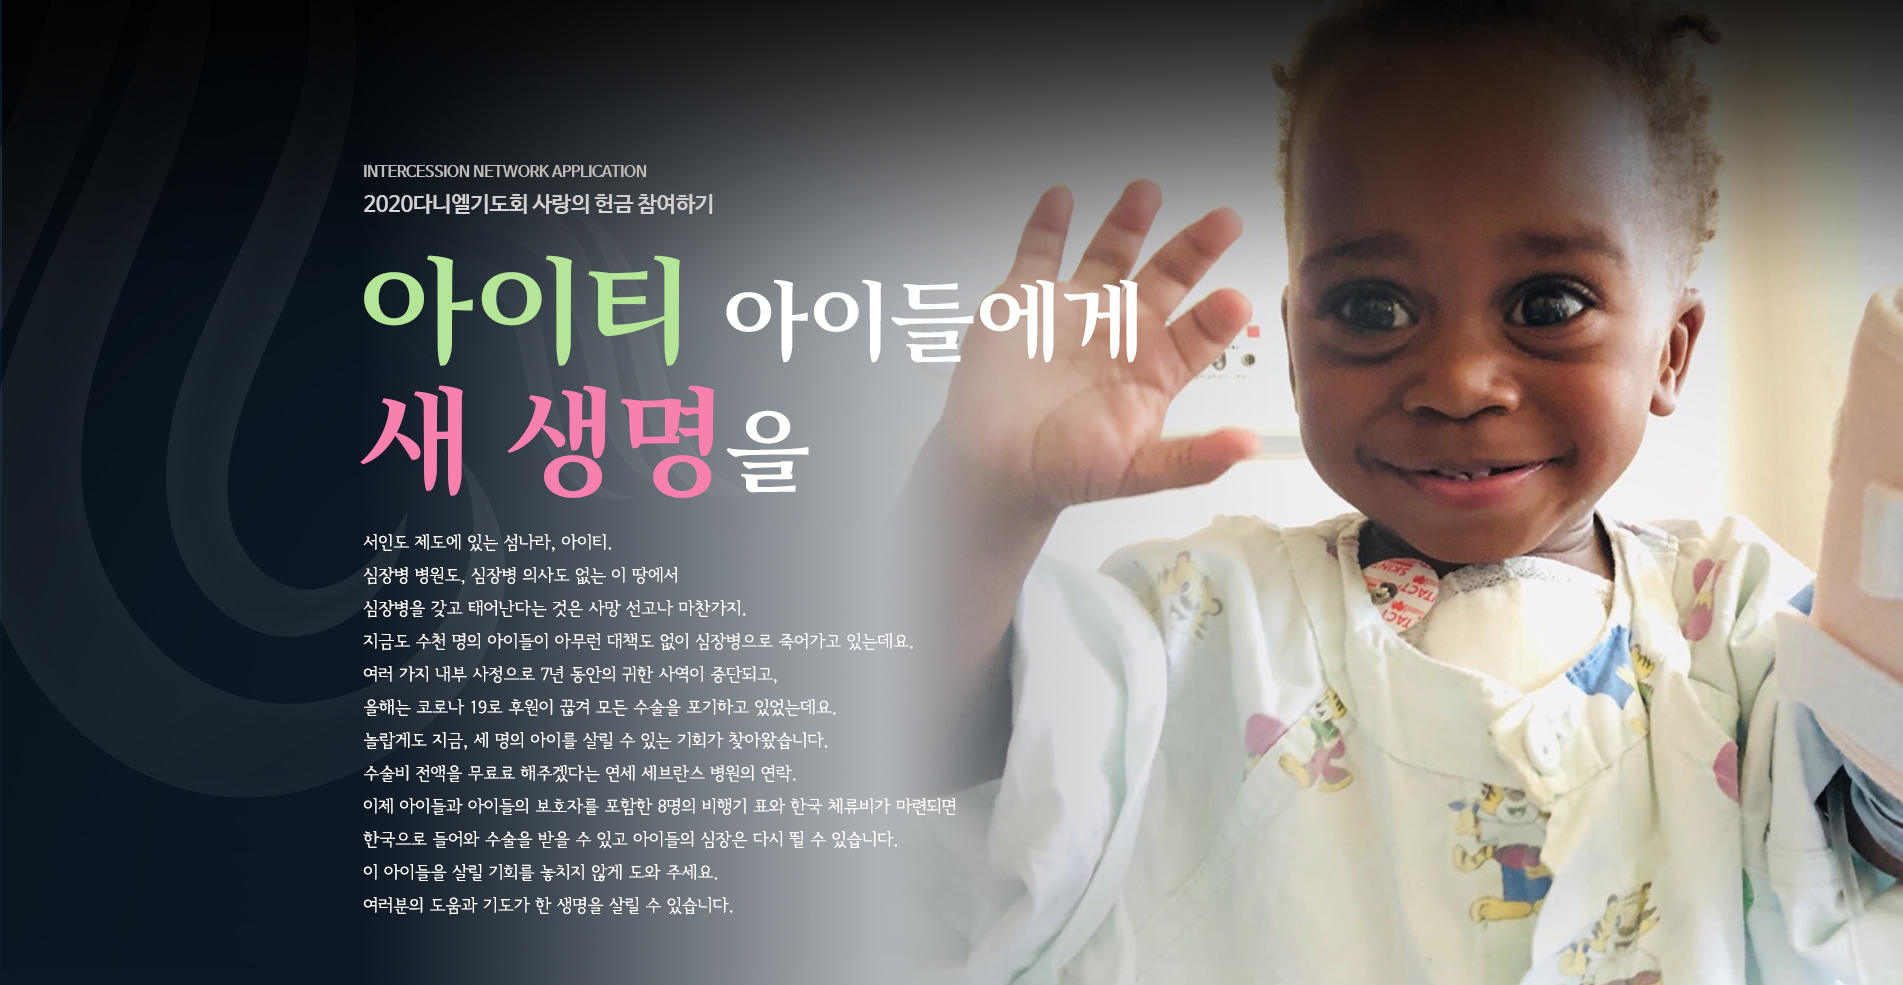 INTERCESSION NETWORK APPLICATION
2020다니엘기도회 사랑의 헌금 참여하기
아이티 아이들에게
새 생명을
서인도 제도에 있는 섬나라, 아이티.
심장병 병원도, 심장병 의사도 없는 이 땅에서
심장병을 갖고 태어난다는 것은 사망 선고나 마찬가지.
지금도 수천 명의 아이들이 아무런 대책도 없이 심장병으로 죽어가고 있는데요.
여러 가지 내부 사정으로 7년 동안의 귀한 사역이 중단되고,
올해는 코로나 19로 후원이 끊겨 모든 수술을 포기하고 있었는데요.
놀랍게도 지금, 세 명의 아이를 살릴 수 있는 기회가 찾아왔습니다.
수술비 전액을 무료로 해주겠다는 연세 세브란스 병원의 연락.
이제 아이들과 아이들의 보호자를 포함한 8명의 비행기 표와 한국 체류비가 마련되면
한국으로 들어와 수술을 받을 수 있고 아이들의 심장은 다시 뛸 수 있습니다.
이 아이들을 살릴 기회를 놓치지 않게 도와 주세요.
여러분의 도움과 기도가 한 생명을 살릴 수 있습니다.